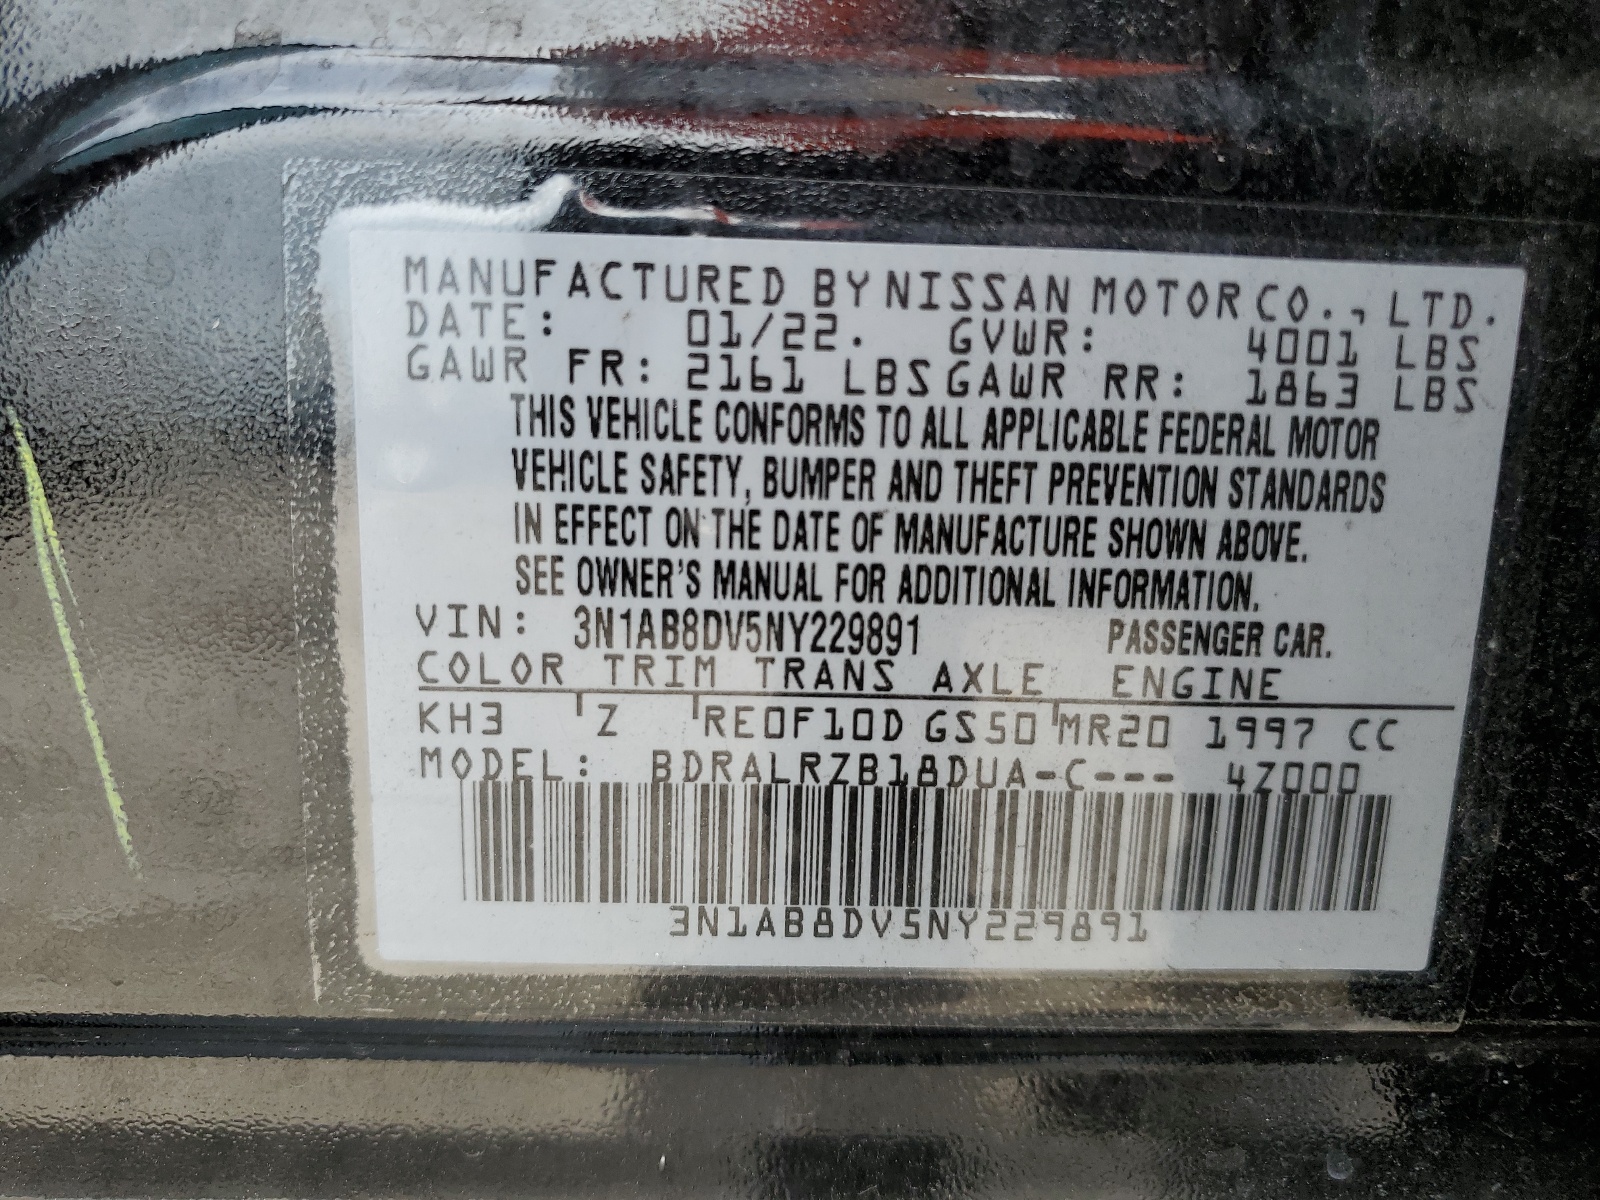 MANUFACTURED BY NISSAN MOTOR CO., LTD.
DATE: 01/22. GVWR: 4001 LBS
GAWR FR: 2161 LBS GAWR RR: 1863 LBS
THIS VEHICLE CONFORMS TO ALL APPLICABLE FEDERAL MOTOR
VEHICLE SAFETY, BUMPER AND THEFT PREVENTION STANDARDS
IN EFFECT ON THE DATE OF MANUFACTURE SHOWN ABOVE.
SEE OWNER'S MANUAL FOR ADDITIONAL INFORMATION.
VIN: 3N1AB8DV5NY229891 PASSENGER CAR.
COLOR TRIM TRANS AXLE ENGINE
KH3 Z RE0F10D GS50 MR20 1997 CC
MODEL: BDRALRZB18DUA-C--- 4Z000
3N1AB8DV5NY229891